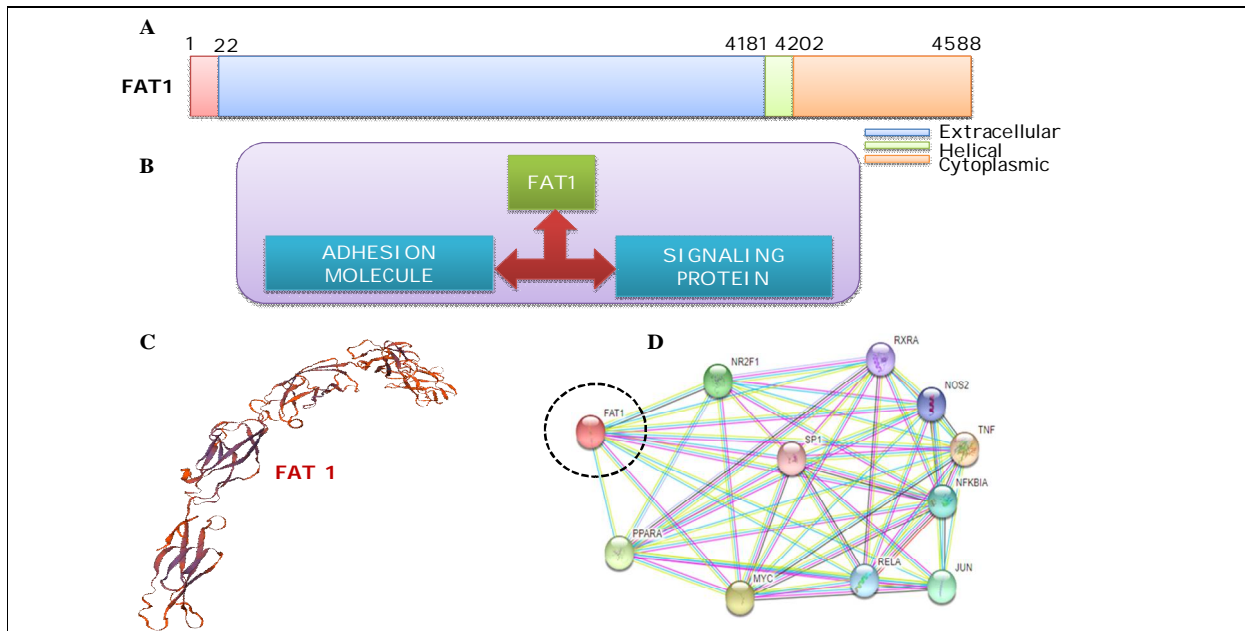 A
1 22 4181 4202 4588
FAT1
Extracellular
Helical
Cytoplasmic
B
FAT1
ADHESION
MOLECULE
SIGNALING
PROTEIN
C
FAT 1
D
RXRA
NR2F1
NOS2
FAT1
TNF
SP1
NFKBIA
PPARA
RELA
JUN
MYC